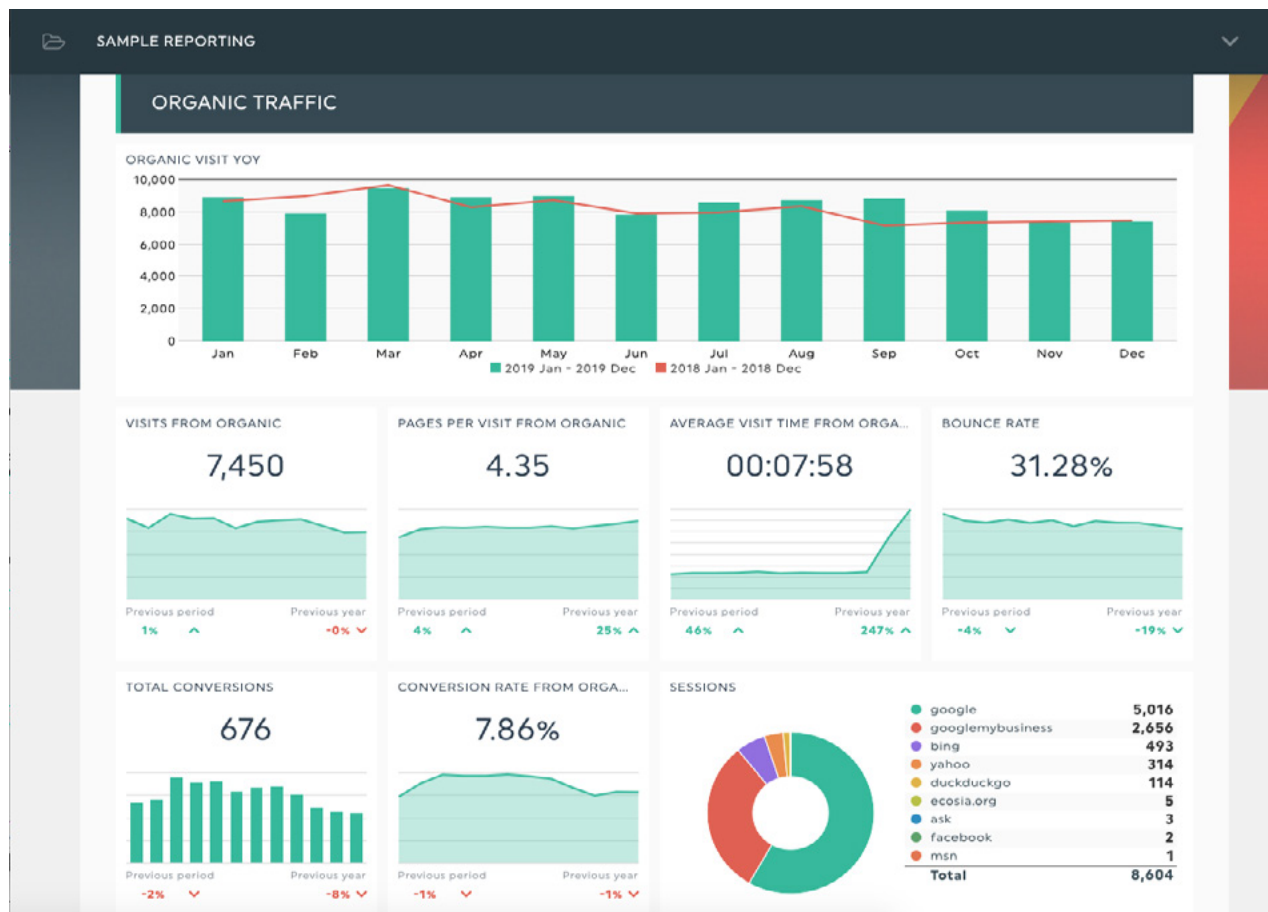 SAMPLE REPORTING
ORGANIC TRAFFIC
ORGANIC VISIT YOY
10,000
8,000
6,000
4,000
2,000
0
Jan Feb Mar Apr May Jun Jul Aug Sep Oct Nov Dec
2019 Jan - 2019 Dec 2018 Jan - 2018 Dec
VISITS FROM ORGANIC
7,450
Previous period Previous year
1% -0%
PAGES PER VISIT FROM ORGANIC
4.35
Previous period Previous year
4% 25%
AVERAGE VISIT TIME FROM ORGA...
00:07:58
Previous period Previous year
46% 247%
BOUNCE RATE
31.28%
Previous period Previous year
-4% -19%
TOTAL CONVERSIONS
676
Previous period Previous year
-2% -8%
CONVERSION RATE FROM ORGA...
7.86%
Previous period Previous year
-1% -1%
SESSIONS
google 5,016
googlemybusiness 2,656
bing 493
yahoo 314
duckduckgo 114
ecosia.org 5
ask 3
facebook 2
msn 1
Total 8,604